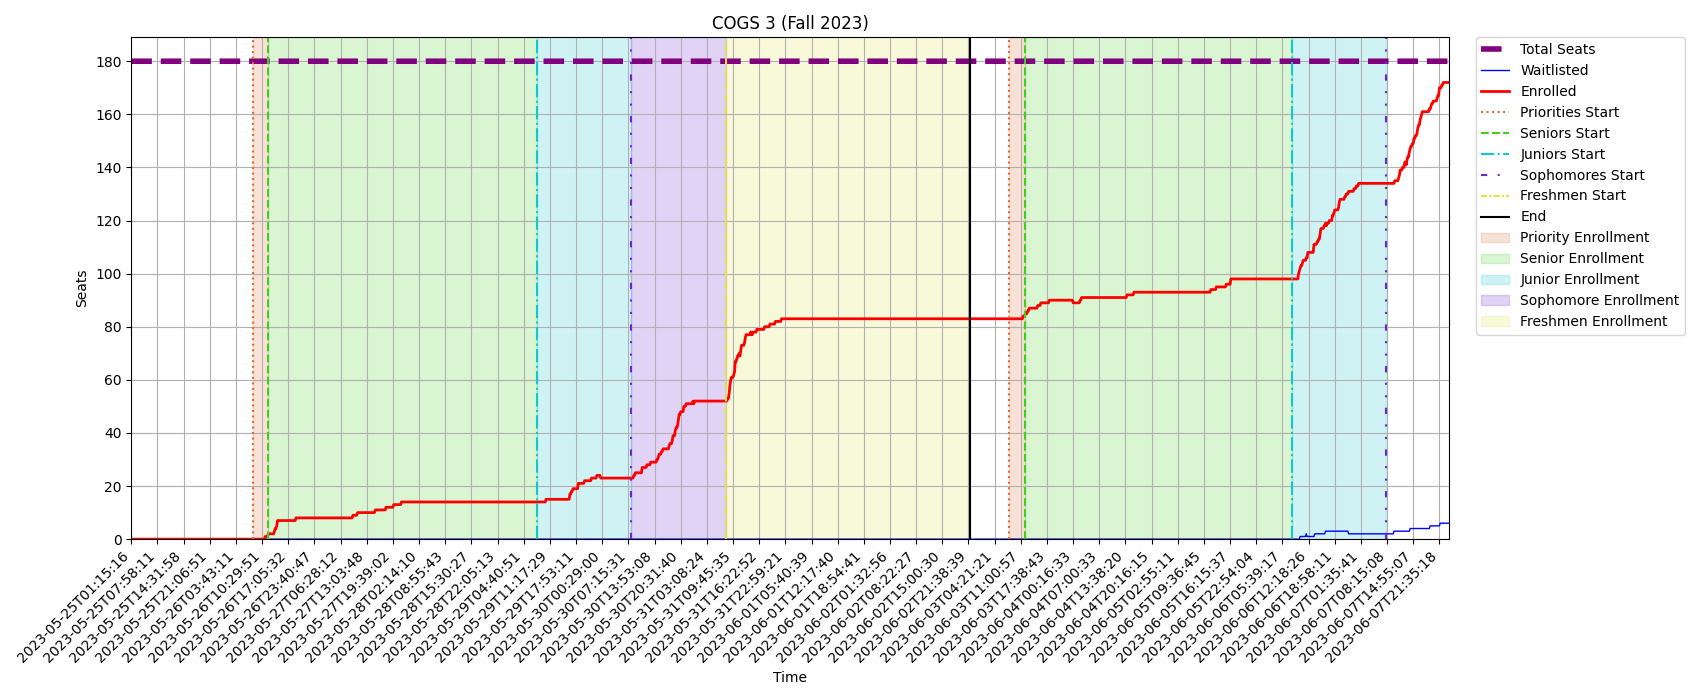 COGS 3 (Fall 2023)
Seats
180
160
140
120
100
80
60
40
20
0
2023-05-25T01:15:16
2023-05-25T07:58:11
2023-05-25T14:31:58
2023-05-25T21:06:51
2023-05-26T03:43:11
2023-05-26T10:29:51
2023-05-26T17:05:32
2023-05-26T23:40:47
2023-05-27T06:28:12
2023-05-27T13:03:48
2023-05-27T19:39:02
2023-05-28T02:14:10
2023-05-28T08:55:43
2023-05-28T15:30:27
2023-05-28T22:05:13
2023-05-29T04:40:51
2023-05-29T11:17:29
2023-05-29T17:53:11
2023-05-30T00:29:00
2023-05-30T07:15:31
2023-05-30T13:53:08
2023-05-30T20:31:40
2023-05-31T03:08:24
2023-05-31T09:45:35
2023-05-31T16:22:52
2023-05-31T22:59:21
2023-06-01T05:40:39
2023-06-01T12:17:40
2023-06-01T18:54:41
2023-06-02T01:32:56
2023-06-02T08:22:27
2023-06-02T15:00:30
2023-06-02T21:38:39
2023-06-03T04:21:21
2023-06-03T11:00:57
2023-06-03T17:38:43
2023-06-04T00:16:33
2023-06-04T07:00:33
2023-06-04T13:38:20
2023-06-04T20:16:15
2023-06-05T02:55:11
2023-06-05T09:36:45
2023-06-05T16:15:37
2023-06-05T22:54:04
2023-06-06T05:39:17
2023-06-06T12:18:26
2023-06-06T18:58:11
2023-06-07T01:35:41
2023-06-07T08:15:08
2023-06-07T14:55:07
2023-06-07T21:35:18
Time
Total Seats
Waitlisted
Enrolled
Priorities Start
Seniors Start
Juniors Start
Sophomores Start
Freshmen Start
End
Priority Enrollment
Senior Enrollment
Junior Enrollment
Sophomore Enrollment
Freshmen Enrollment